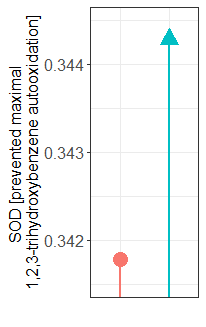 SOD [prevented maximal
1,2,3-trihydroxybenzene autooxidation]
0.344
0.343
0.342